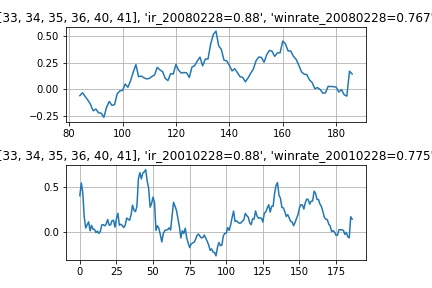 [33, 34, 35, 36, 40, 41], 'ir_20080228=0.88', 'winrate_20080228=0.767'
0.50
0.25
0.00
−0.25
80 100 120 140 160 180
[33, 34, 35, 36, 40, 41], 'ir_20010228=0.88', 'winrate_20010228=0.775'
0.5
0.0
0 25 50 75 100 125 150 175